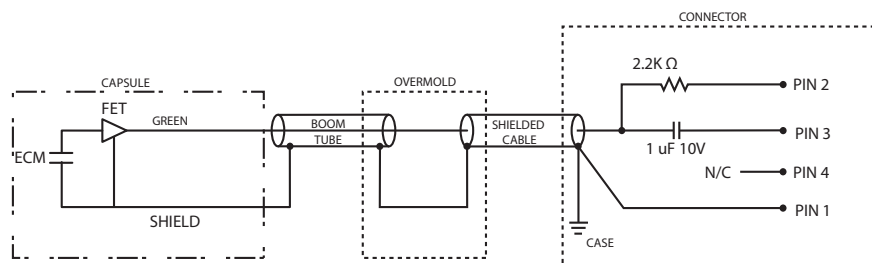 CONNECTOR
2.2K Ω
PIN 2
CAPSULE
OVERMOLD
FET
GREEN
BOOM
TUBE
SHIELDED
CABLE
PIN 3
1 uF 10V
ECM
N/C
PIN 4
SHIELD
PIN 1
CASE